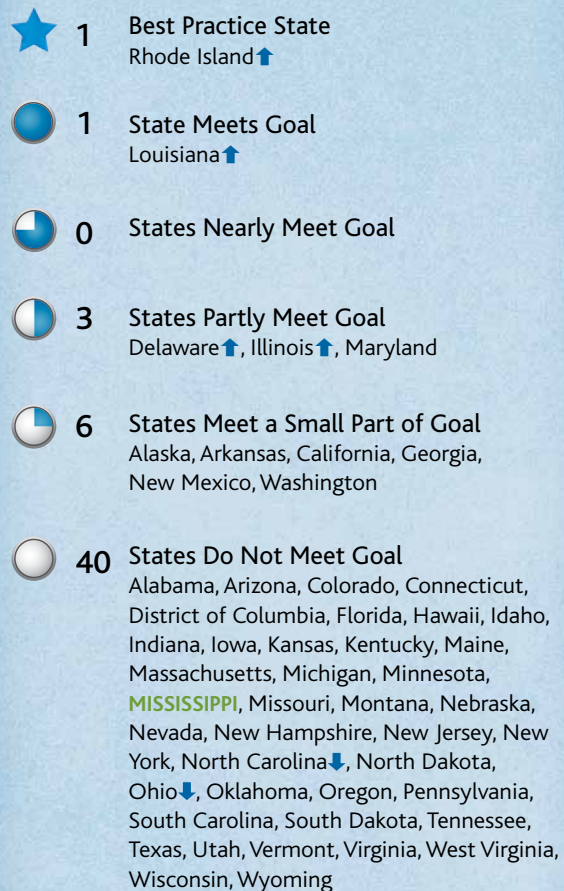 1 Best Practice State
Rhode Island⬆
1 State Meets Goal
Louisiana⬆
0 States Nearly Meet Goal
3 States Partly Meet Goal
Delaware⬆, Illinois⬆, Maryland
6 States Meet a Small Part of Goal
Alaska, Arkansas, California, Georgia,
New Mexico, Washington
40 States Do Not Meet Goal
Alabama, Arizona, Colorado, Connecticut,
District of Columbia, Florida, Hawaii, Idaho,
Indiana, Iowa, Kansas, Kentucky, Maine,
Massachusetts, Michigan, Minnesota,
MISSISSIPPI, Missouri, Montana, Nebraska,
Nevada, New Hampshire, New Jersey, New
York, North Carolina⬇, North Dakota,
Ohio⬇, Oklahoma, Oregon, Pennsylvania,
South Carolina, South Dakota, Tennessee,
Texas, Utah, Vermont, Virginia, West Virginia,
Wisconsin, Wyoming